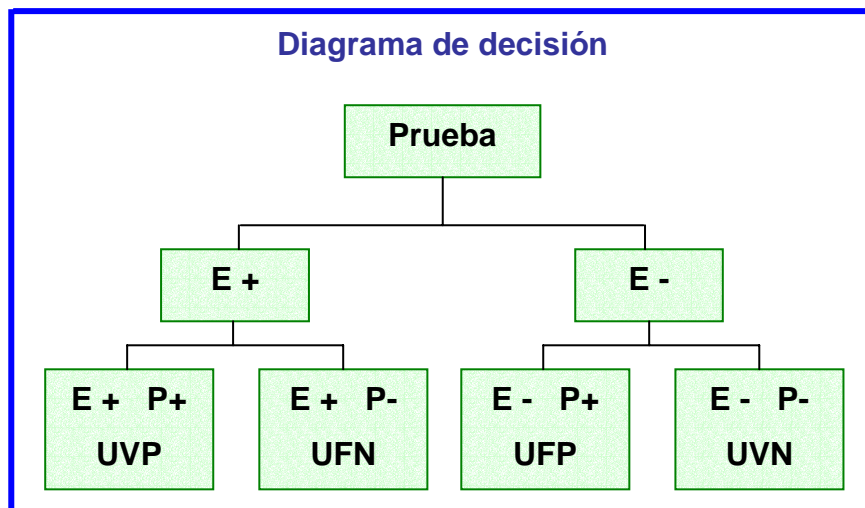 Diagrama de decisión
Prueba
E +
E -
E + P+
UVP
E + P-
UFN
E - P+
UFP
E - P-
UVN